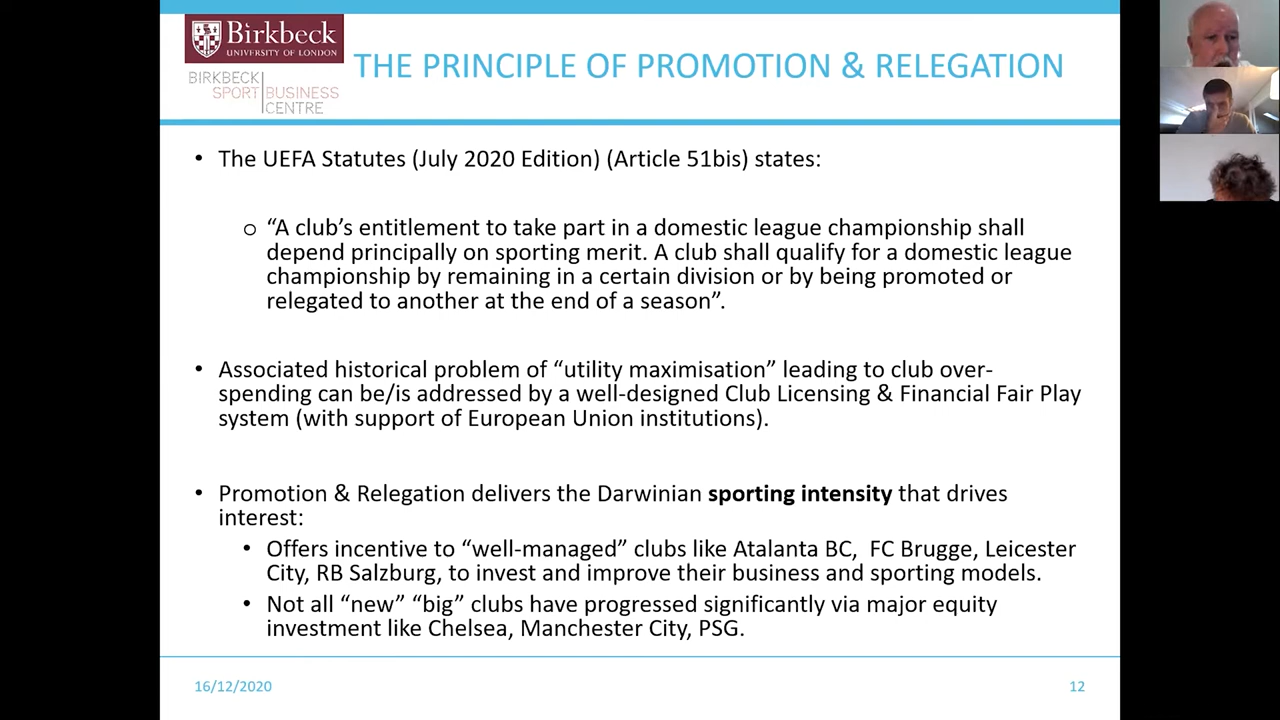 Birkbeck
UNIVERSITY OF LONDON
BIRKBECK
SPORT BUSINESS
CENTRE
THE PRINCIPLE OF PROMOTION & RELEGATION
• The UEFA Statutes (July 2020 Edition) (Article 51bis) states:
o “A club’s entitlement to take part in a domestic league championship shall
depend principally on sporting merit. A club shall qualify for a domestic league
championship by remaining in a certain division or by being promoted or
relegated to another at the end of a season”.
• Associated historical problem of “utility maximisation” leading to club over-
spending can be/is addressed by a well-designed Club Licensing & Financial Fair Play
system (with support of European Union institutions).
• Promotion & Relegation delivers the Darwinian sporting intensity that drives
interest:
• Offers incentive to “well-managed” clubs like Atalanta BC, FC Brugge, Leicester
City, RB Salzburg, to invest and improve their business and sporting models.
• Not all “new” “big” clubs have progressed significantly via major equity
investment like Chelsea, Manchester City, PSG.
16/12/2020
12